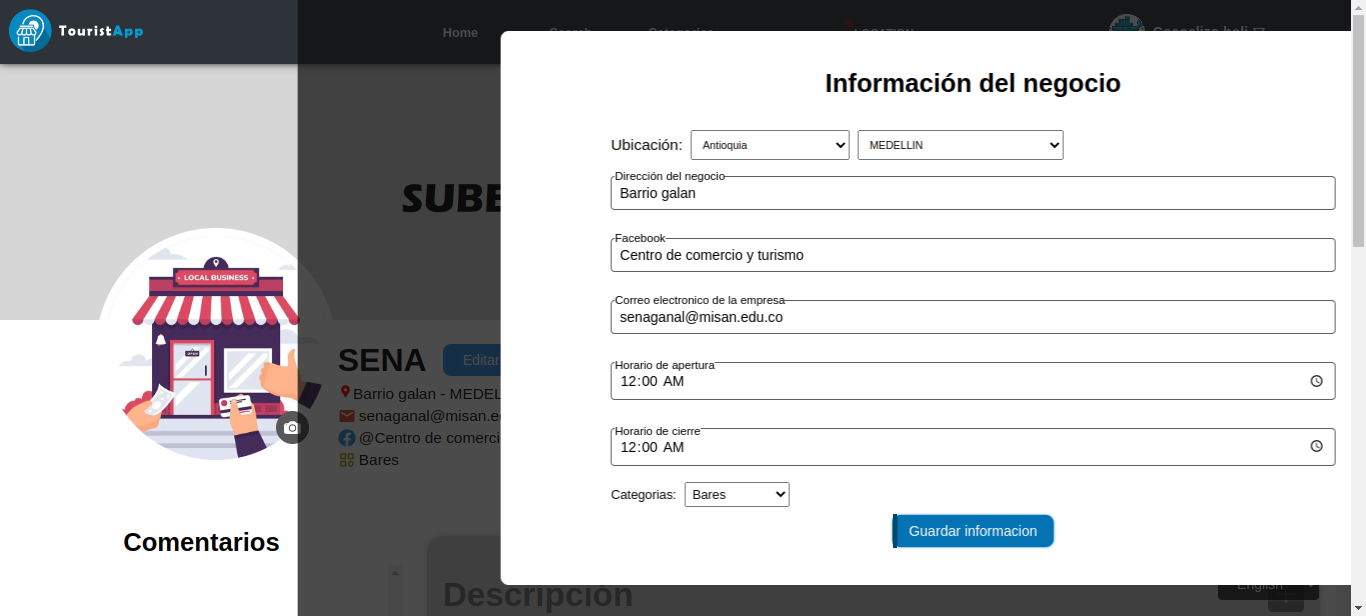 TouristApp
Home
Información del negocio
Ubicación: Antioquia MEDELLIN
Dirección del negocio
Barrio galan
SUBE
Facebook
Centro de comercio y turismo
LOCAL BUSINESS
Correo electronico de la empresa
senaganal@misan.edu.co
OPEN
SENA Editar
Horario de apertura
12:00 AM
Barrio galan - MEDEL
senaganal@misan.e
@Centro de comerci
Horario de cierre
12:00 AM
Bares
Categorias: Bares
Guardar informacion
Comentarios
Descripción
English